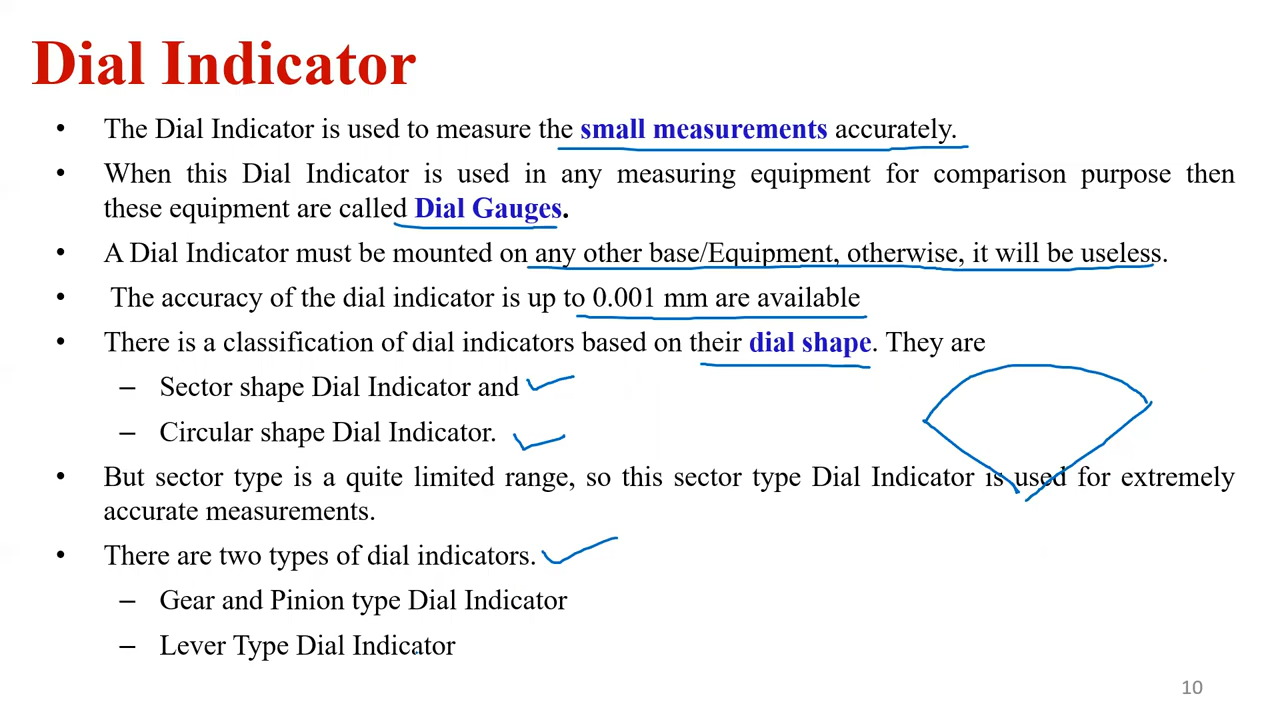 Dial Indicator
• The Dial Indicator is used to measure the small measurements accurately.
• When this Dial Indicator is used in any measuring equipment for comparison purpose then
these equipment are called Dial Gauges.
• A Dial Indicator must be mounted on any other base/Equipment, otherwise, it will be useless.
• The accuracy of the dial indicator is up to 0.001 mm are available
• There is a classification of dial indicators based on their dial shape. They are
– Sector shape Dial Indicator and
– Circular shape Dial Indicator.
• But sector type is a quite limited range, so this sector type Dial Indicator is used for extremely
accurate measurements.
• There are two types of dial indicators.
– Gear and Pinion type Dial Indicator
– Lever Type Dial Indicator
10